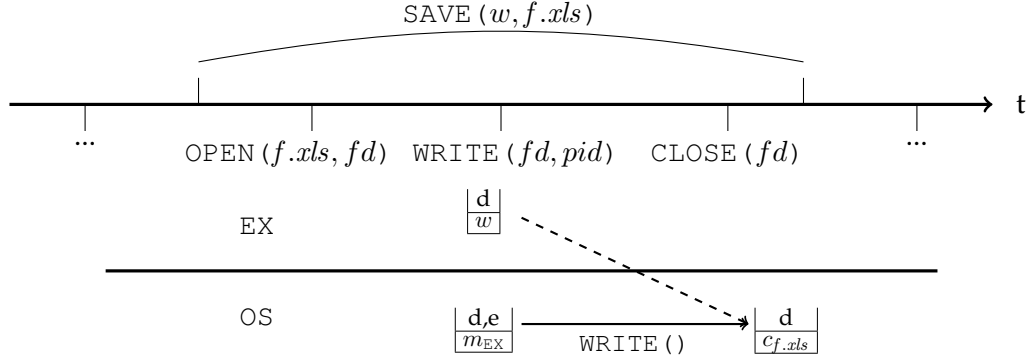 SAVE(w,f.xls)
t
... ...
OPEN(f.xls, fd) WRITE(fd, pid) CLOSE(fd)
d
EX w
OS d,e d
m_EX WRITE() c_f.xls